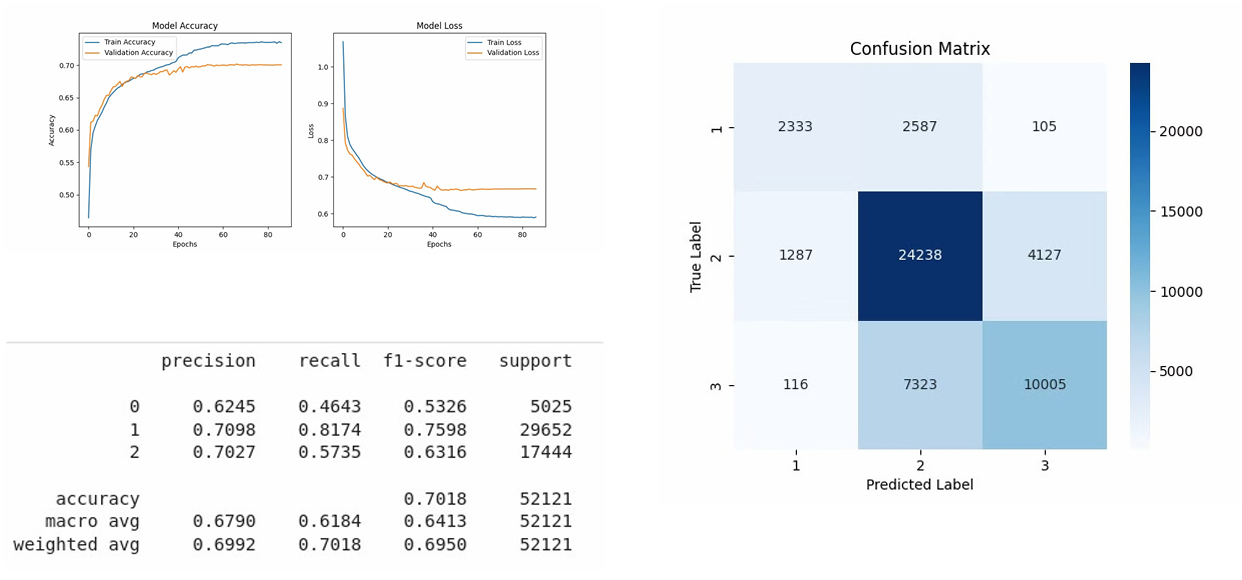 Model Accuracy
Train Accuracy
Validation Accuracy
0.70
0.65
0.60
0.55
0.50
Accuracy
0 20 40 60 80
Epochs
Model Loss
Train Loss
Validation Loss
1.0
0.9
0.8
0.7
0.6
Loss
0 20 40 60 80
Epochs
precision recall f1-score support
0 0.6245 0.4643 0.5326 5025
1 0.7098 0.8174 0.7598 29652
2 0.7027 0.5735 0.6316 17444
accuracy 0.7018 52121
macro avg 0.6790 0.6184 0.6413 52121
weighted avg 0.6992 0.7018 0.6950 52121
Confusion Matrix
True Label
1 2333 2587 105
2 1287 24238 4127
3 116 7323 10005
1 2 3
Predicted Label
20000
15000
10000
5000